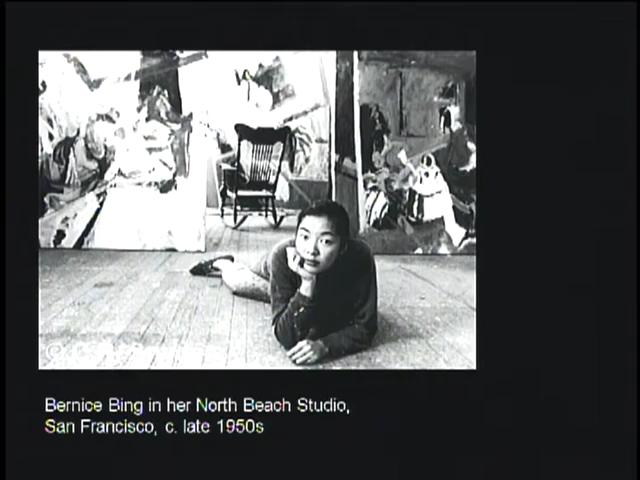 Bernice Bing in her North Beach Studio,
San Francisco, c. late 1950s